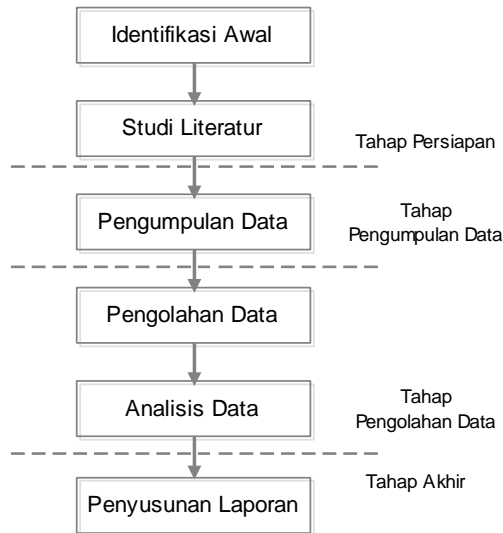 Identifikasi Awal
Studi Literatur
Tahap Persiapan
Pengumpulan Data
Tahap
Pengumpulan Data
Pengolahan Data
Analisis Data
Tahap
Pengolahan Data
Tahap Akhir
Penyusunan Laporan